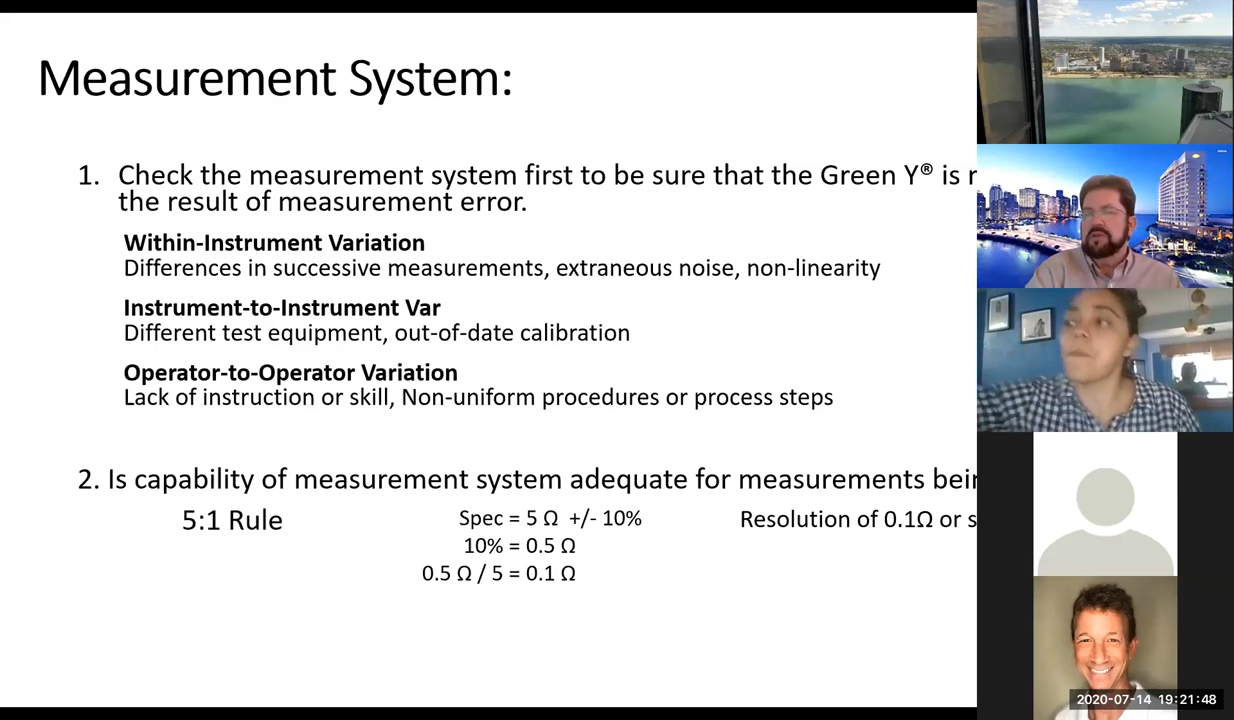 Measurement System:
1. Check the measurement system first to be sure that the Green Y® is
the result of measurement error.
Within-Instrument Variation
Differences in successive measurements, extraneous noise, non-linearity
Instrument-to-Instrument Var
Different test equipment, out-of-date calibration
Operator-to-Operator Variation
Lack of instruction or skill, Non-uniform procedures or process steps
2. Is capability of measurement system adequate for measurements
5:1 Rule
Spec = 5 Ω +/- 10%
10% = 0.5 Ω
0.5 Ω / 5 = 0.1 Ω
Resolution of 0.1Ω or
2020-07-14 19:21:48